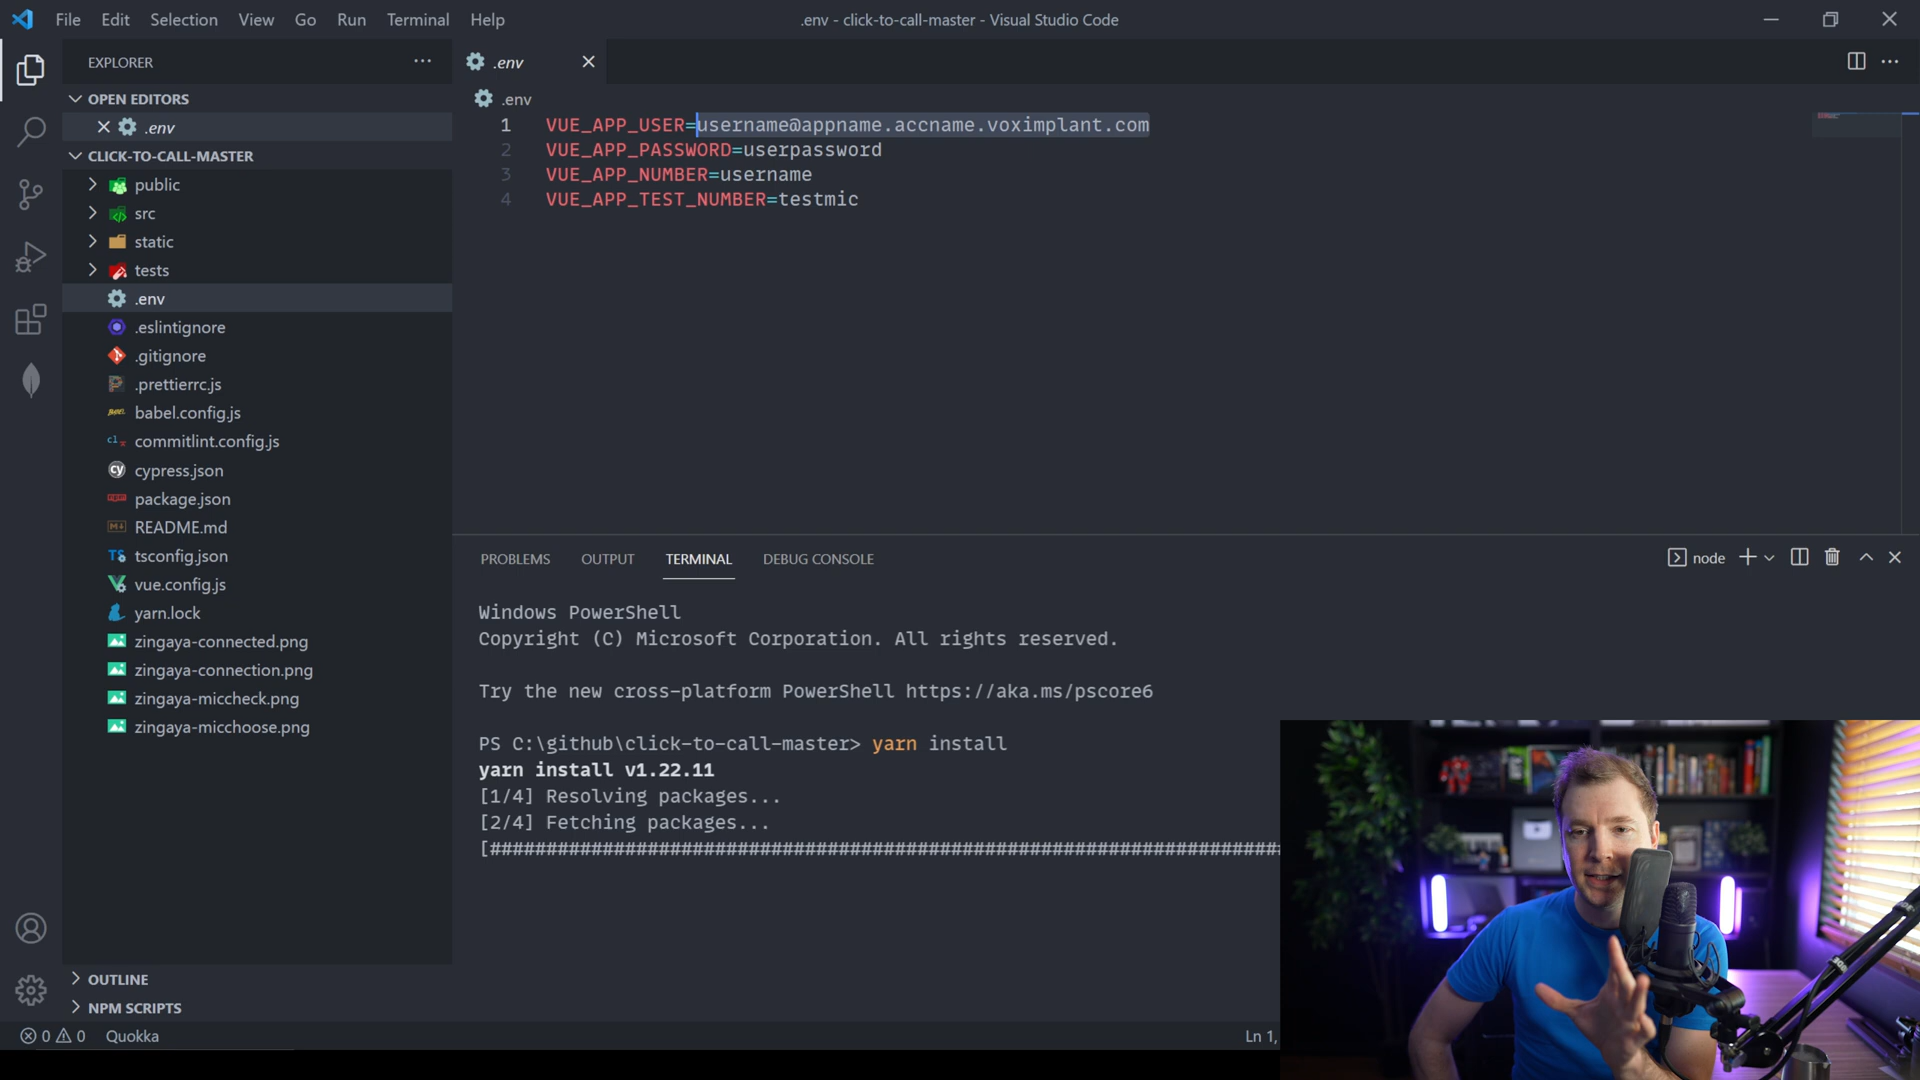 File Edit Selection View Go Run Terminal Help
.env - click-to-call-master - Visual Studio Code
EXPLORER
OPEN EDITORS
.env
CLICK-TO-CALL-MASTER
public
src
static
tests
.env
.eslintignore
.gitignore
.prettierrc.js
babel.config.js
commitlint.config.js
cypress.json
package.json
README.md
tsconfig.json
vue.config.js
yarn.lock
zingaya-connected.png
zingaya-connection.png
zingaya-miccheck.png
zingaya-micchoose.png
OUTLINE
NPM SCRIPTS
.env
.env
1 VUE_APP_USER=username@appname.accname.voximplant.com
2 VUE_APP_PASSWORD=userpassword
3 VUE_APP_NUMBER=username
4 VUE_APP_TEST_NUMBER=testmic
PROBLEMS OUTPUT TERMINAL DEBUG CONSOLE
node
Windows PowerShell
Copyright (C) Microsoft Corporation. All rights reserved.
Try the new cross-platform PowerShell https://aka.ms/pscore6
PS C:\github\click-to-call-master> yarn install
yarn install v1.22.11
[1/4] Resolving packages...
[2/4] Fetching packages...
[######################################################################
0 0 Quokka
Ln 1,